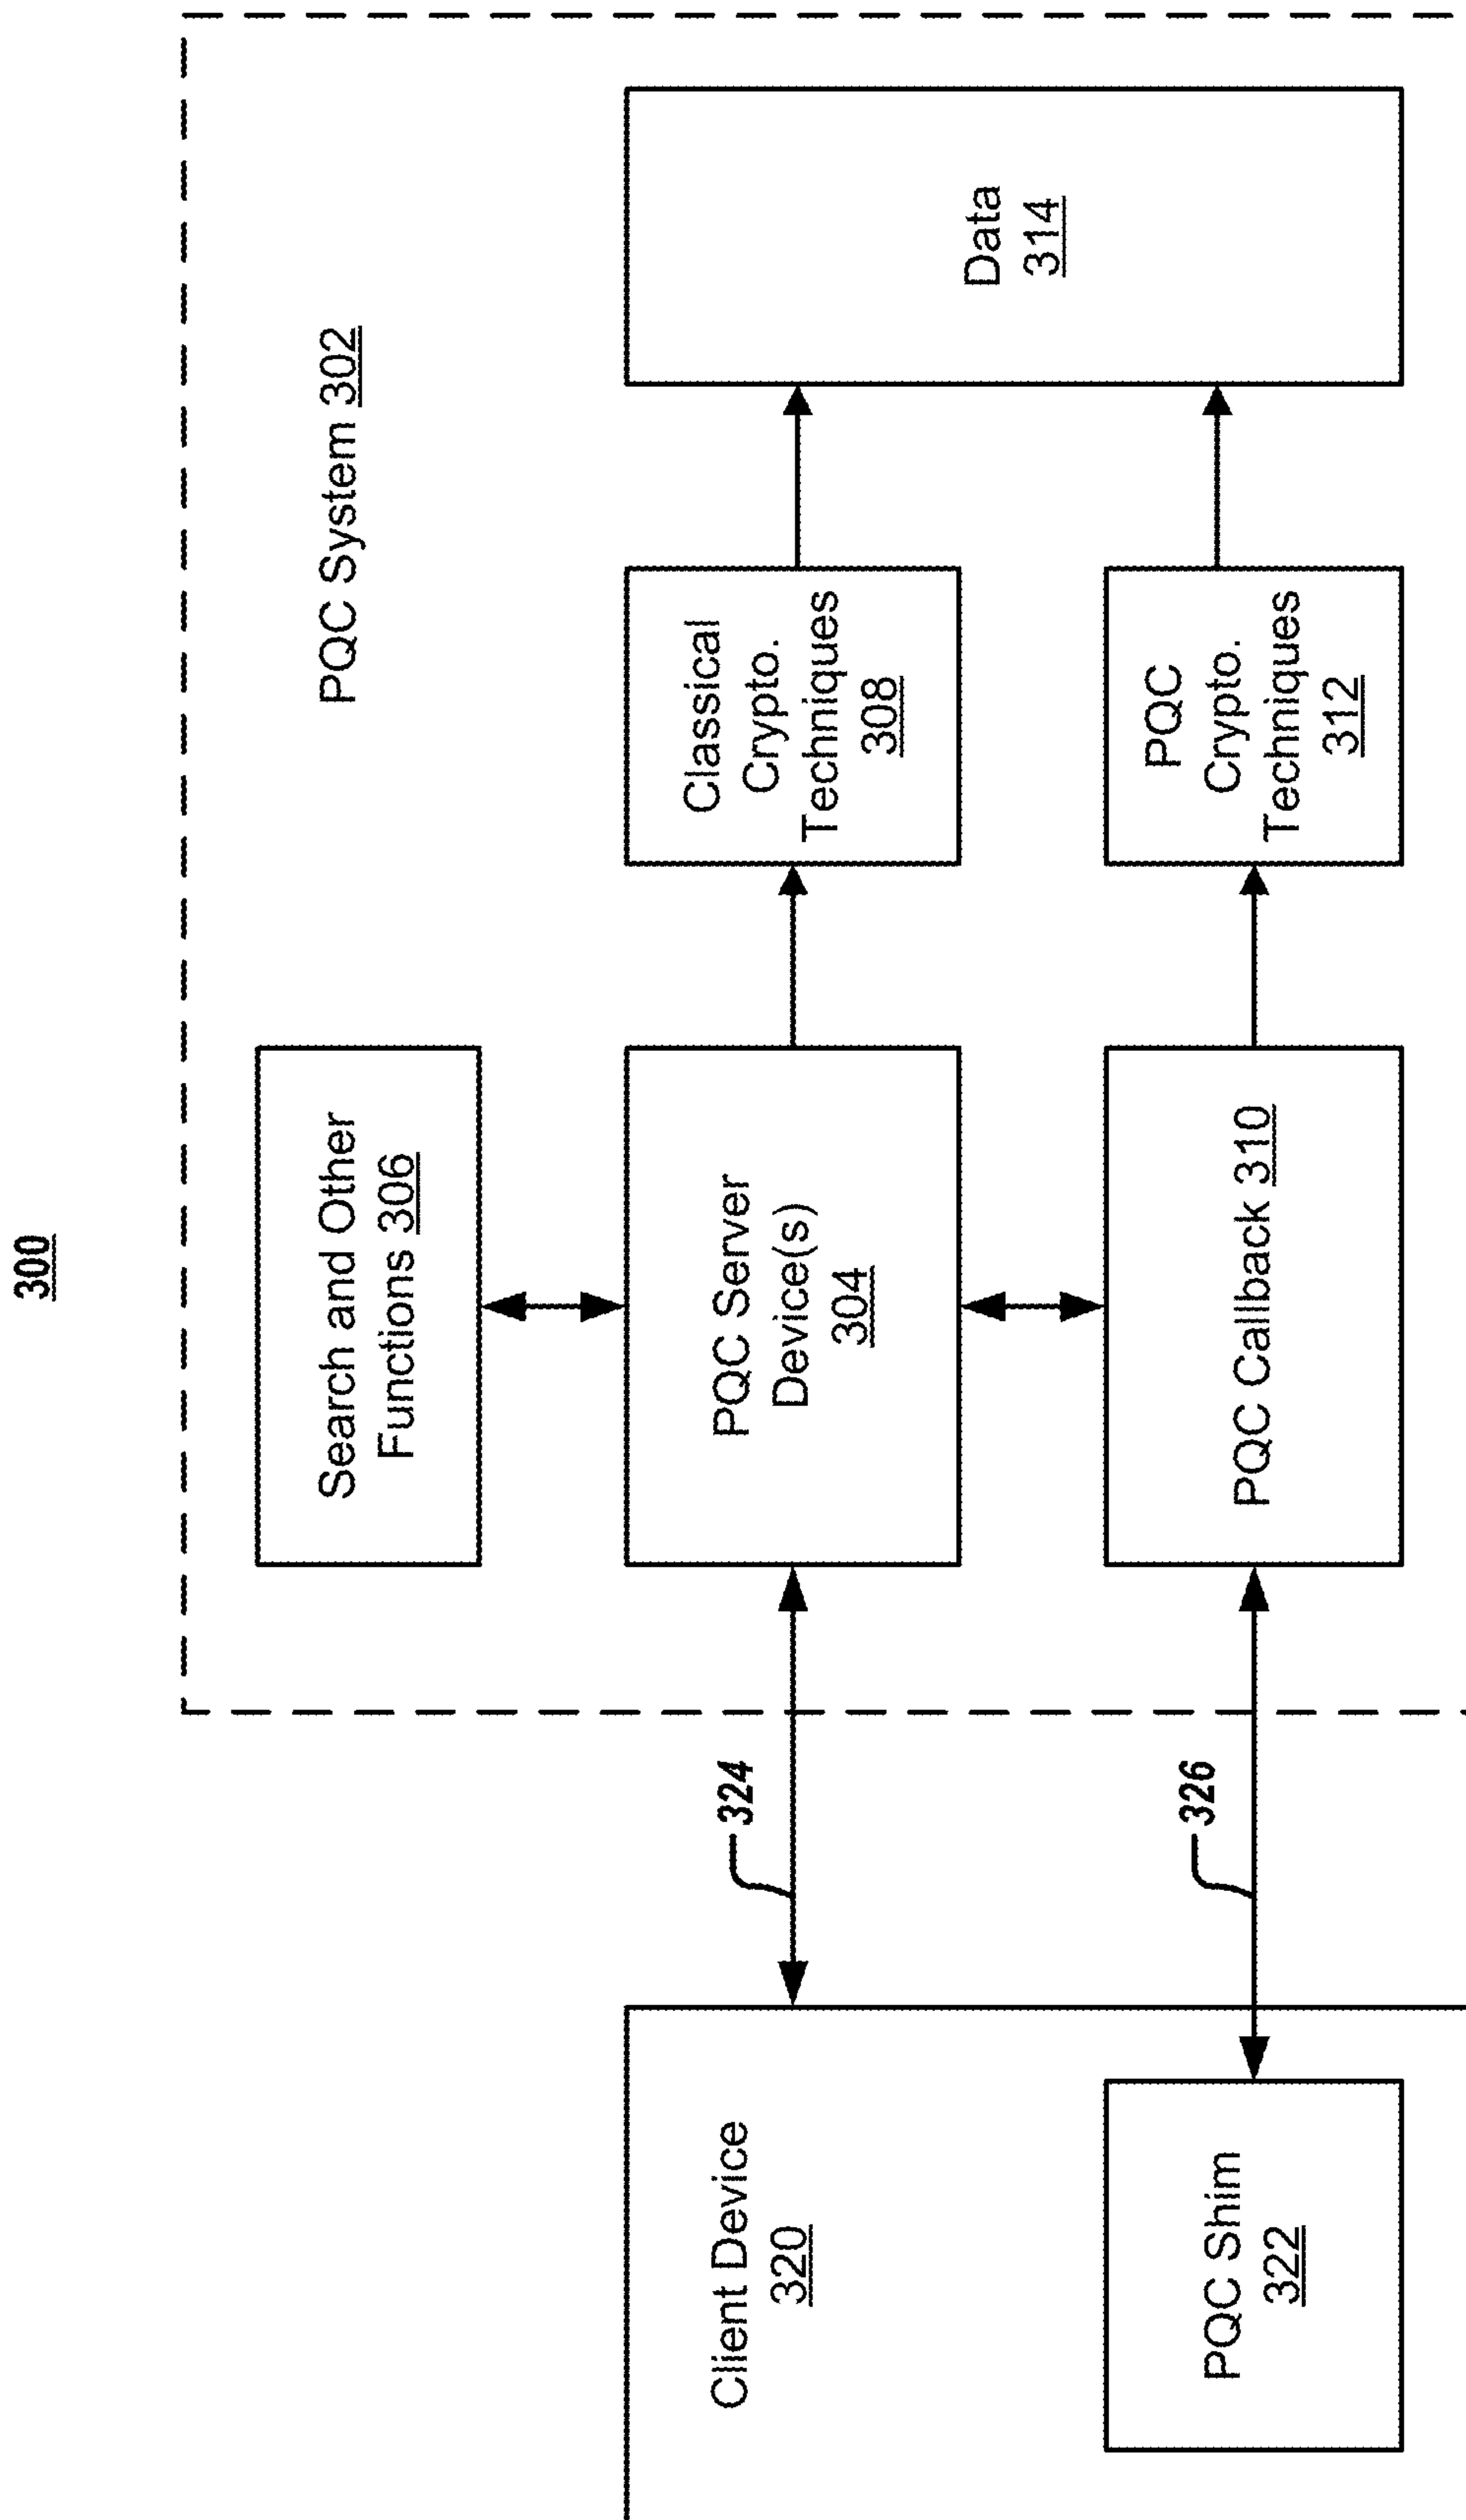 300
PQC System 302
Search and Other
Functions 306
Client Device
320
324
PQC Server
Device(s)
304
Classical
Crypto.
Techniques
308
Data
314
PQC Shim
322
326
PQC Callback 310
PQC
Crypto.
Techniques
312